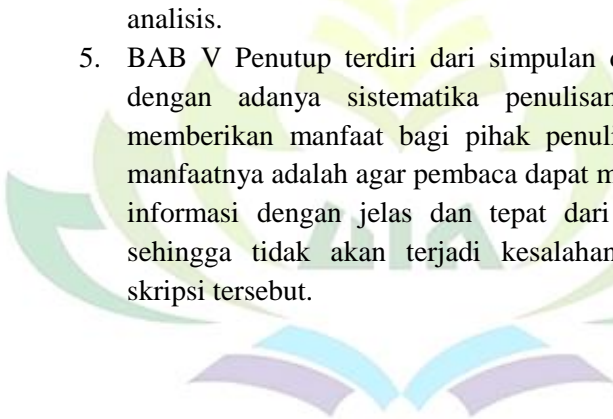 analisis.
5. BAB V Penutup terdiri dari simpulan
dengan adanya sistematika penulisan
memberikan manfaat bagi pihak
manfaatnya adalah agar pembaca dapat
informasi dengan jelas dan tepat dari
sehingga tidak akan terjadi kesalahan
skripsi tersebut.